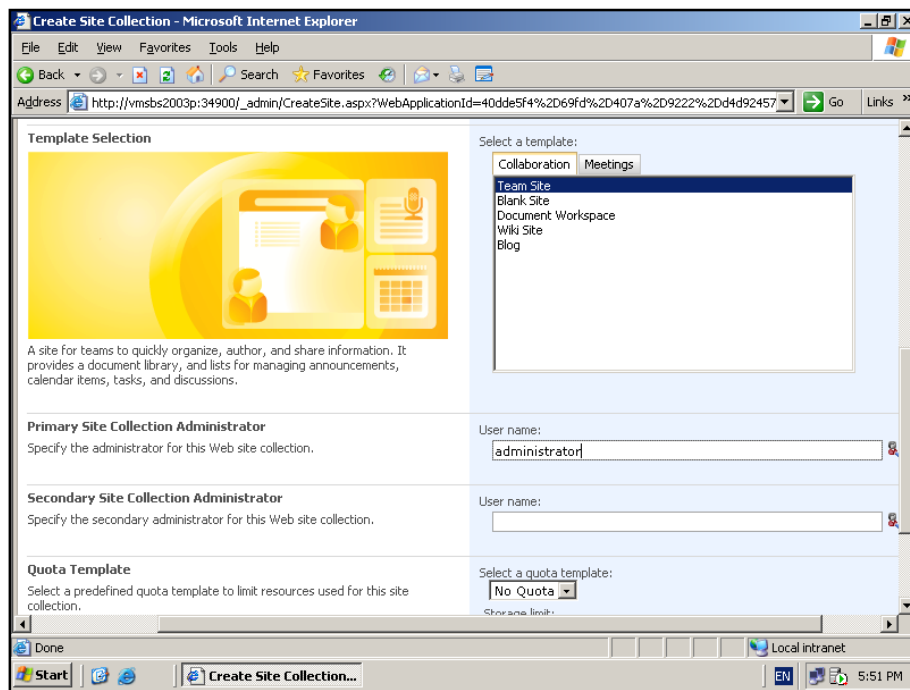 Create Site Collection - Microsoft Internet Explorer
File Edit View Favorites Tools Help
Back Search Favorites
Address http://vmsbs2003p:34900/_admin/CreateSite.aspx?WebApplicationId=40dde5f4%2D69fd%2D407a%2D9222%2Dd4d92457 Go Links »
Template Selection
Select a template:
Collaboration Meetings
Team Site
Blank Site
Document Workspace
Wiki Site
Blog
A site for teams to quickly organize, author, and share information. It
provides a document library, and lists for managing announcements,
calendar items, tasks, and discussions.
Primary Site Collection Administrator
Specify the administrator for this Web site collection.
User name:
administrator
Secondary Site Collection Administrator
Specify the secondary administrator for this Web site collection.
User name:
Quota Template
Select a predefined quota template to limit resources used for this site
collection.
Select a quota template:
No Quota
Storage limit:
Done Local intranet
Start Create Site Collection... EN 5:51 PM